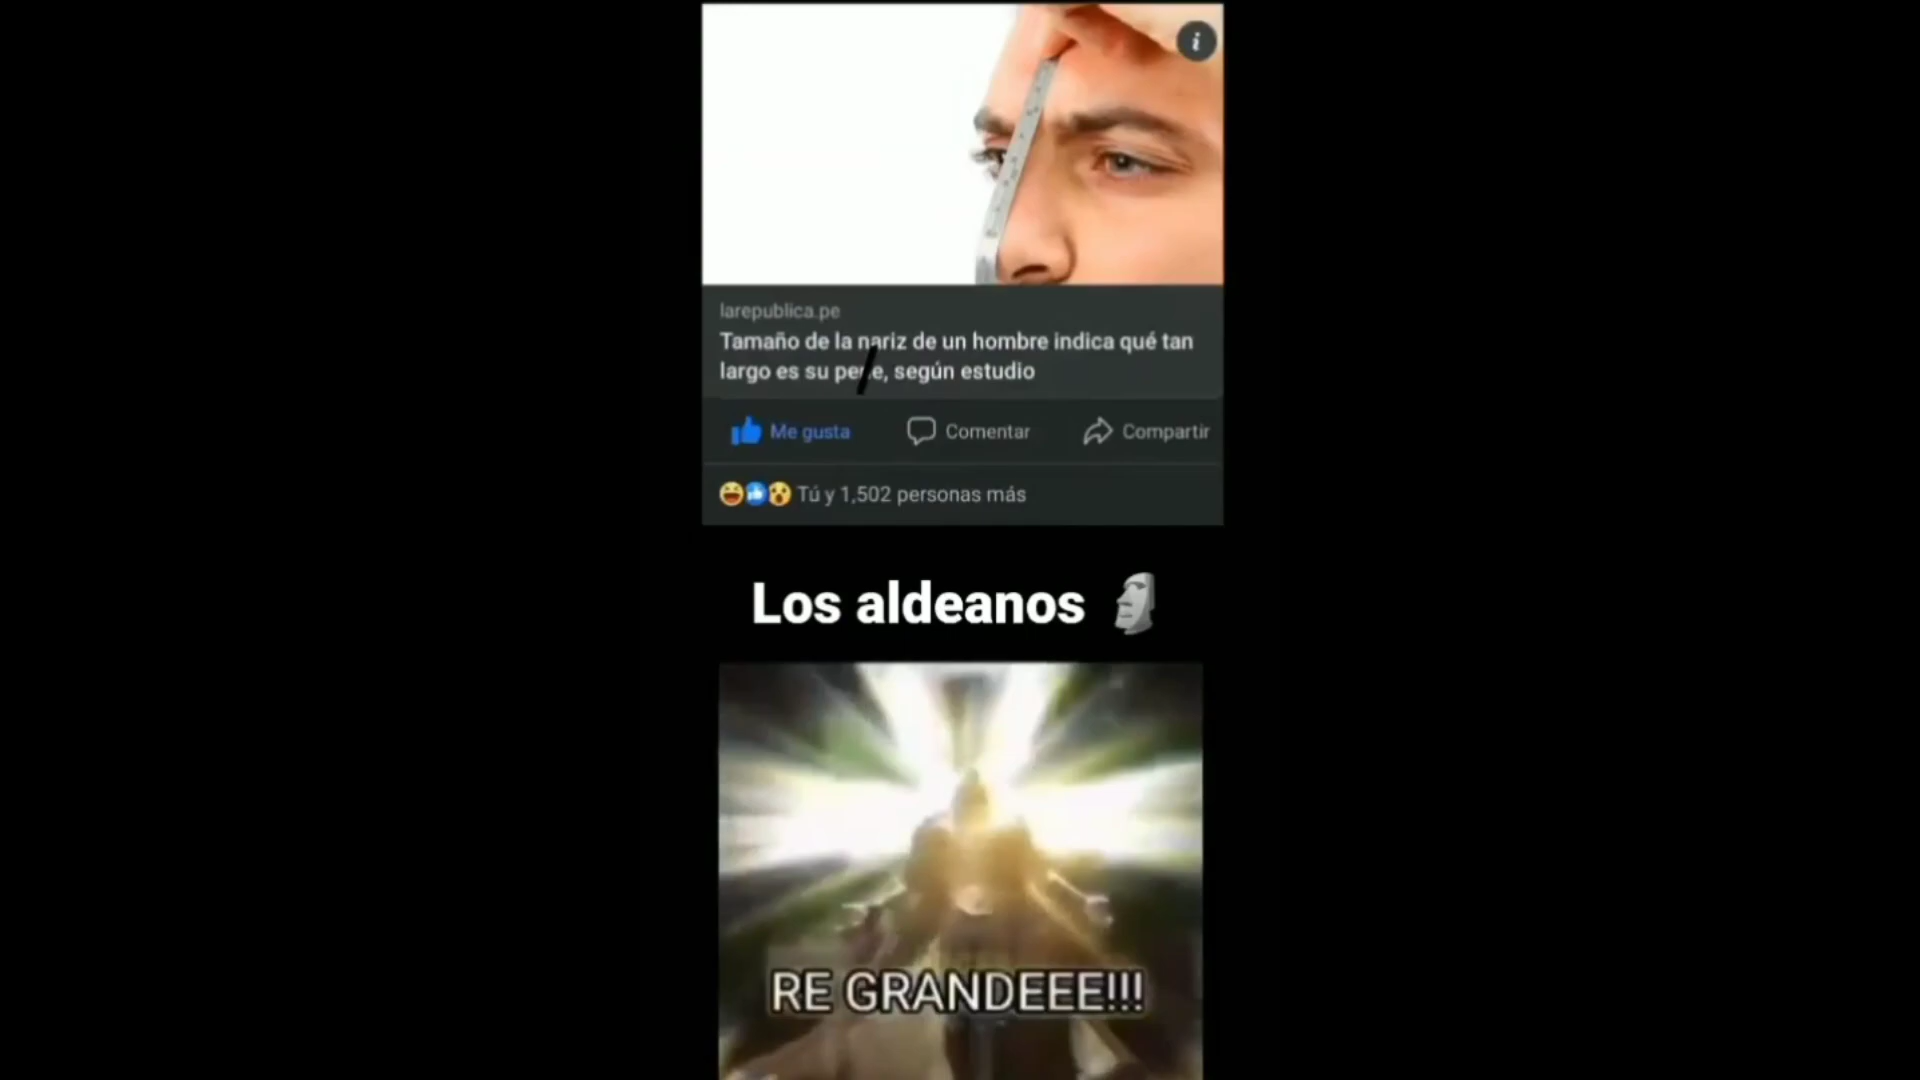 larepublica.pe
Tamaño de la nariz de un hombre indica qué tan
largo es su pene, según estudio
Me gusta
Comentar
Compartir
Tú y 1,502 personas más
Los aldeanos 🗿
RE GRANDEEE!!!